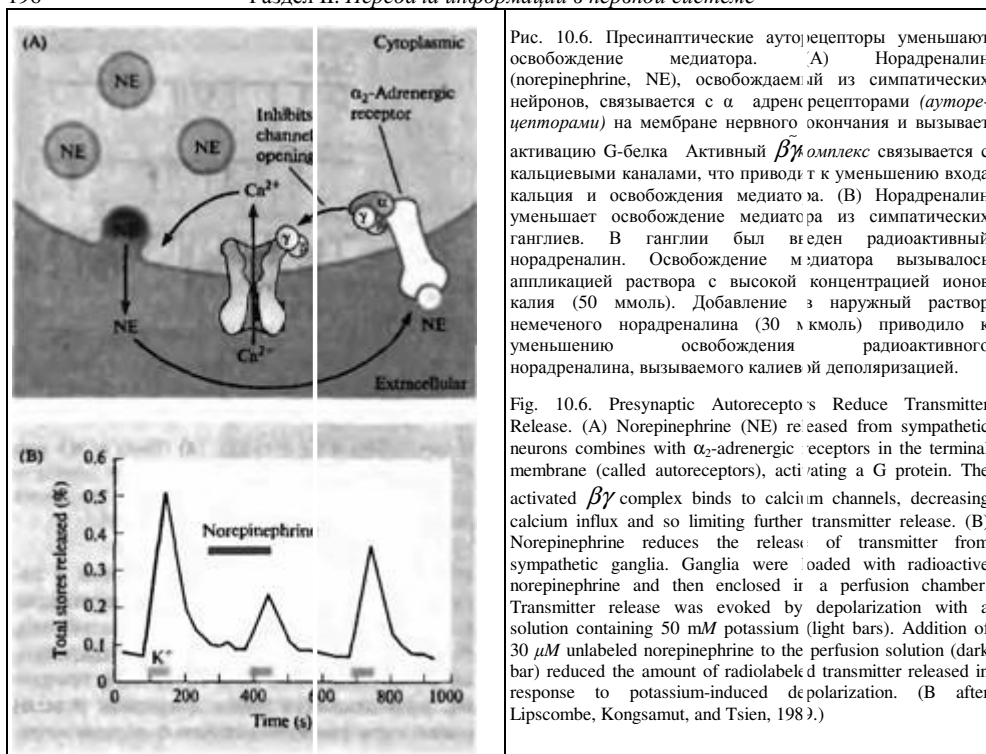 Раздел II. Передача информации в нервной системе
(A)
Cytoplasmic
NE
α2-Adrenergic
receptor
Inhibits
channel
opening
NE
NE
Ca2+
α
γ
γ
NE
NE
Ca2+
Extracellular
(B)
Total stores released (%)
0.6
0.5
0.4
0.3
0.2
0.1
0
Norepinephrine
K+
0 200 400 600 800 1000
Time (s)
Рис. 10.6. Пресинаптические ауторецепторы уменьшают
освобождение медиатора. (A) Норадреналин
(norepinephrine, NE), освобождаемый из симпатических
нейронов, связывается с α адренорецепторами (ауторе-
цепторами) на мембране нервного окончания и вызывает
активацию G-белка Активный βγ̃ комплекс связывается с
кальциевыми каналами, что приводит к уменьшению входа
кальция и освобождения медиатора. (B) Норадреналин
уменьшает освобождение медиатора из симпатических
ганглиев. В ганглии был введен радиоактивный
норадреналин. Освобождение медиатора вызывалось
аппликацией раствора с высокой концентрацией ионов
калия (50 ммоль). Добавление в наружный раствор
немеченого норадреналина (30 мкмоль) приводило к
уменьшению освобождения радиоактивного
норадреналина, вызываемого калиевой деполяризацией.
Fig. 10.6. Presynaptic Autoreceptors Reduce Transmitter
Release. (A) Norepinephrine (NE) released from sympathetic
neurons combines with α2-adrenergic receptors in the terminal
membrane (called autoreceptors), activating a G protein. The
activated βγ complex binds to calcium channels, decreasing
calcium influx and so limiting further transmitter release. (B)
Norepinephrine reduces the release of transmitter from
sympathetic ganglia. Ganglia were loaded with radioactive
norepinephrine and then enclosed in a perfusion chamber.
Transmitter release was evoked by depolarization with a
solution containing 50 mM potassium (light bars). Addition of
30 μM unlabeled norepinephrine to the perfusion solution (dark
bar) reduced the amount of radiolabeled transmitter released in
response to potassium-induced depolarization. (B after
Lipscombe, Kongsamut, and Tsien, 1989.)